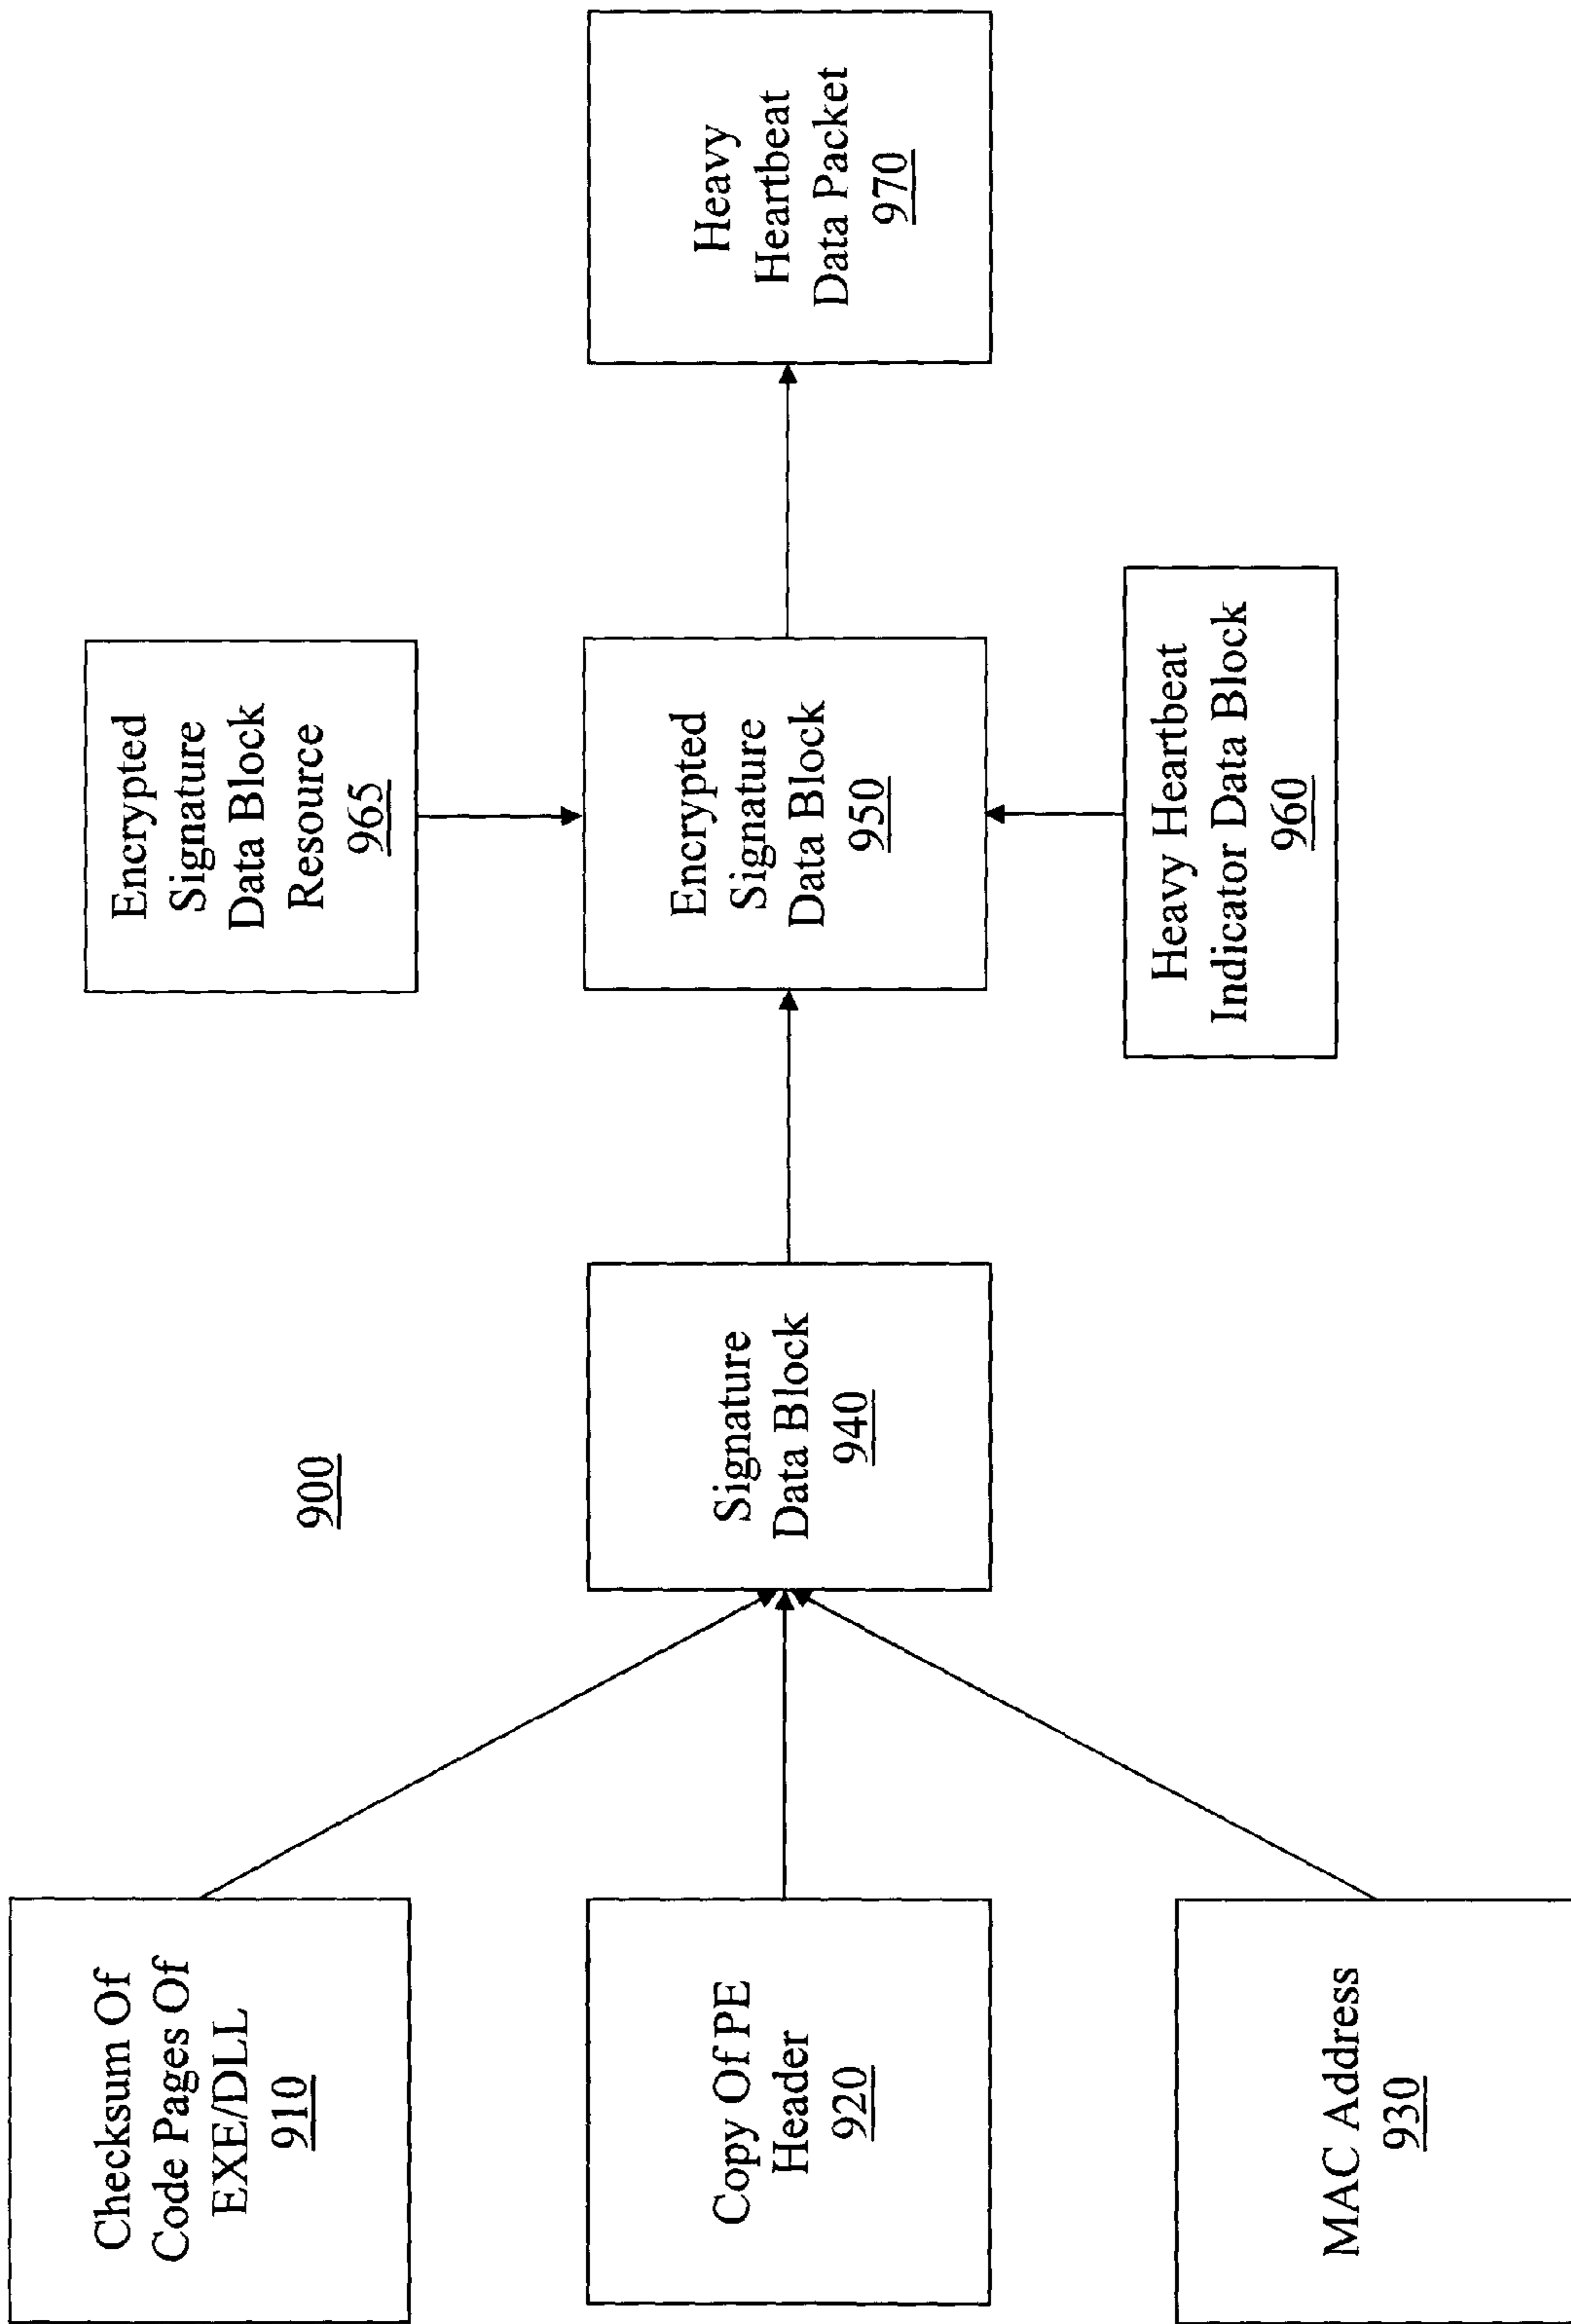 900
Checksum Of
Code Pages Of
EXE/DLL
910
Copy Of PE
Header
920
MAC Address
930
Signature
Data Block
940
Encrypted
Signature
Data Block
Resource
965
Encrypted
Signature
Data Block
950
Heavy Heartbeat
Indicator Data Block
960
Heavy
Heartbeat
Data Packet
970